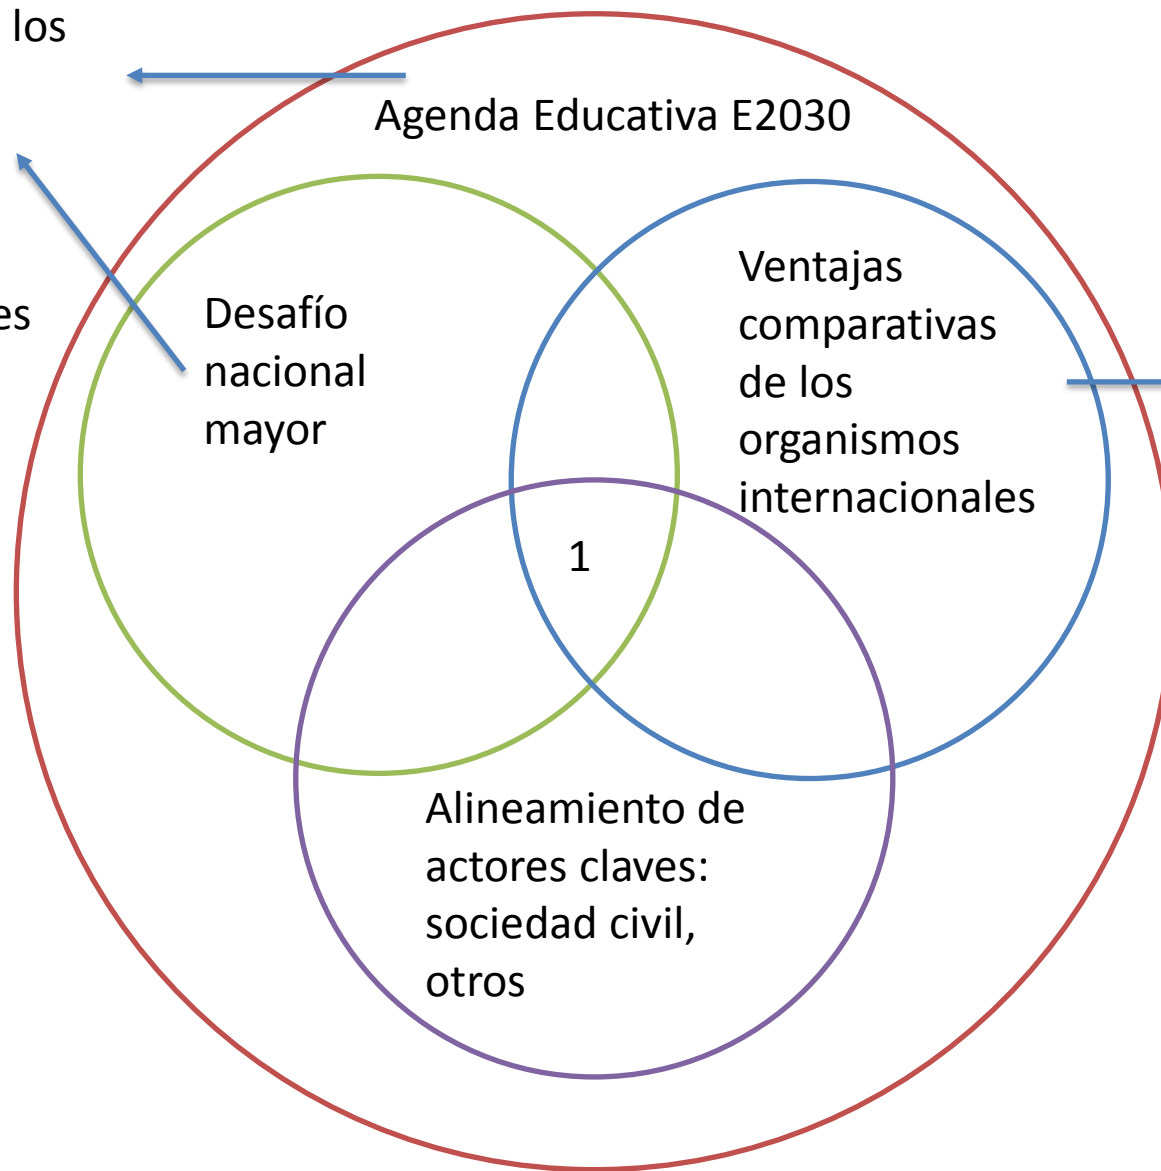 los
Agenda Educativa E2030
es
Desafío
nacional
mayor
Ventajas
comparativas
de los
organismos
internacionales
1
Alineamiento de
actores claves:
sociedad civil,
otros